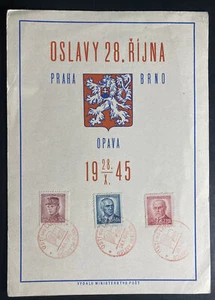 OSLAVY 28. ŘÍJNA
PRAHA BRNO
OPAVA
19 28. X. 45
VYDALO MINISTERSTVO POŠT